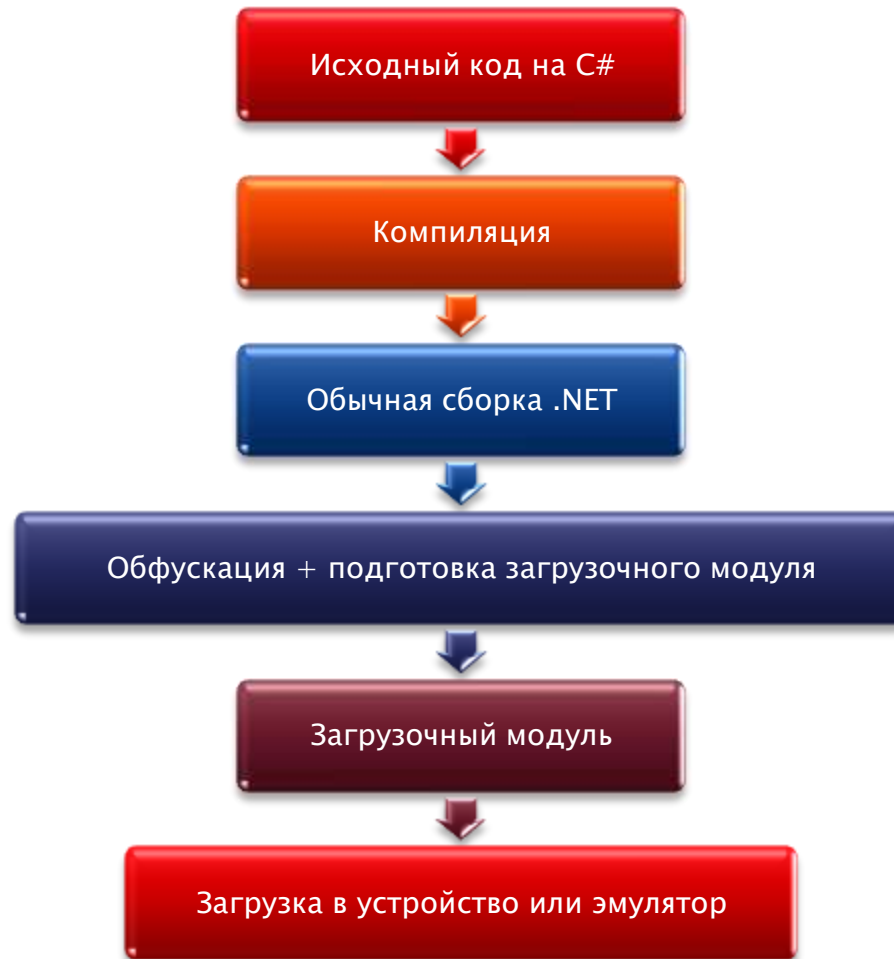 Исходный код на C#
Компиляция
Обычная сборка .NET
Обфускация + подготовка загрузочного модуля
Загрузочный модуль
Загрузка в устройство или эмулятор